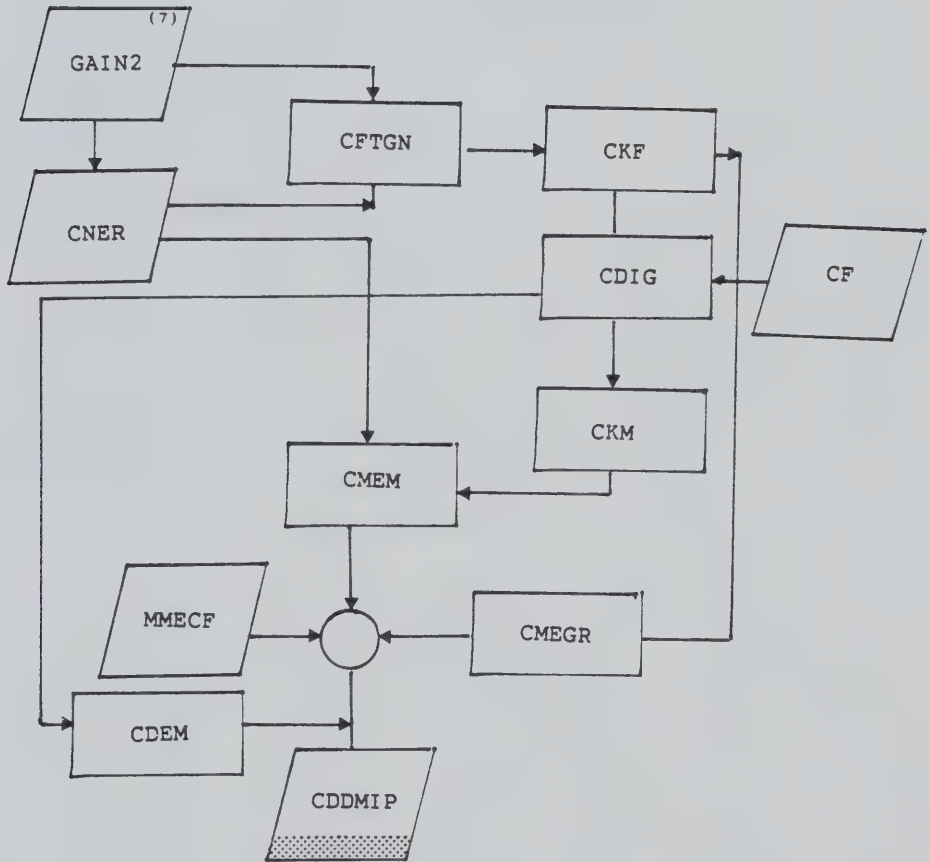 (7)
GAIN2
CFTGN
CKF
CNER
CDIG
CF
CKM
CMEM
MMECF
CMEGR
CDEM
CDDMIP